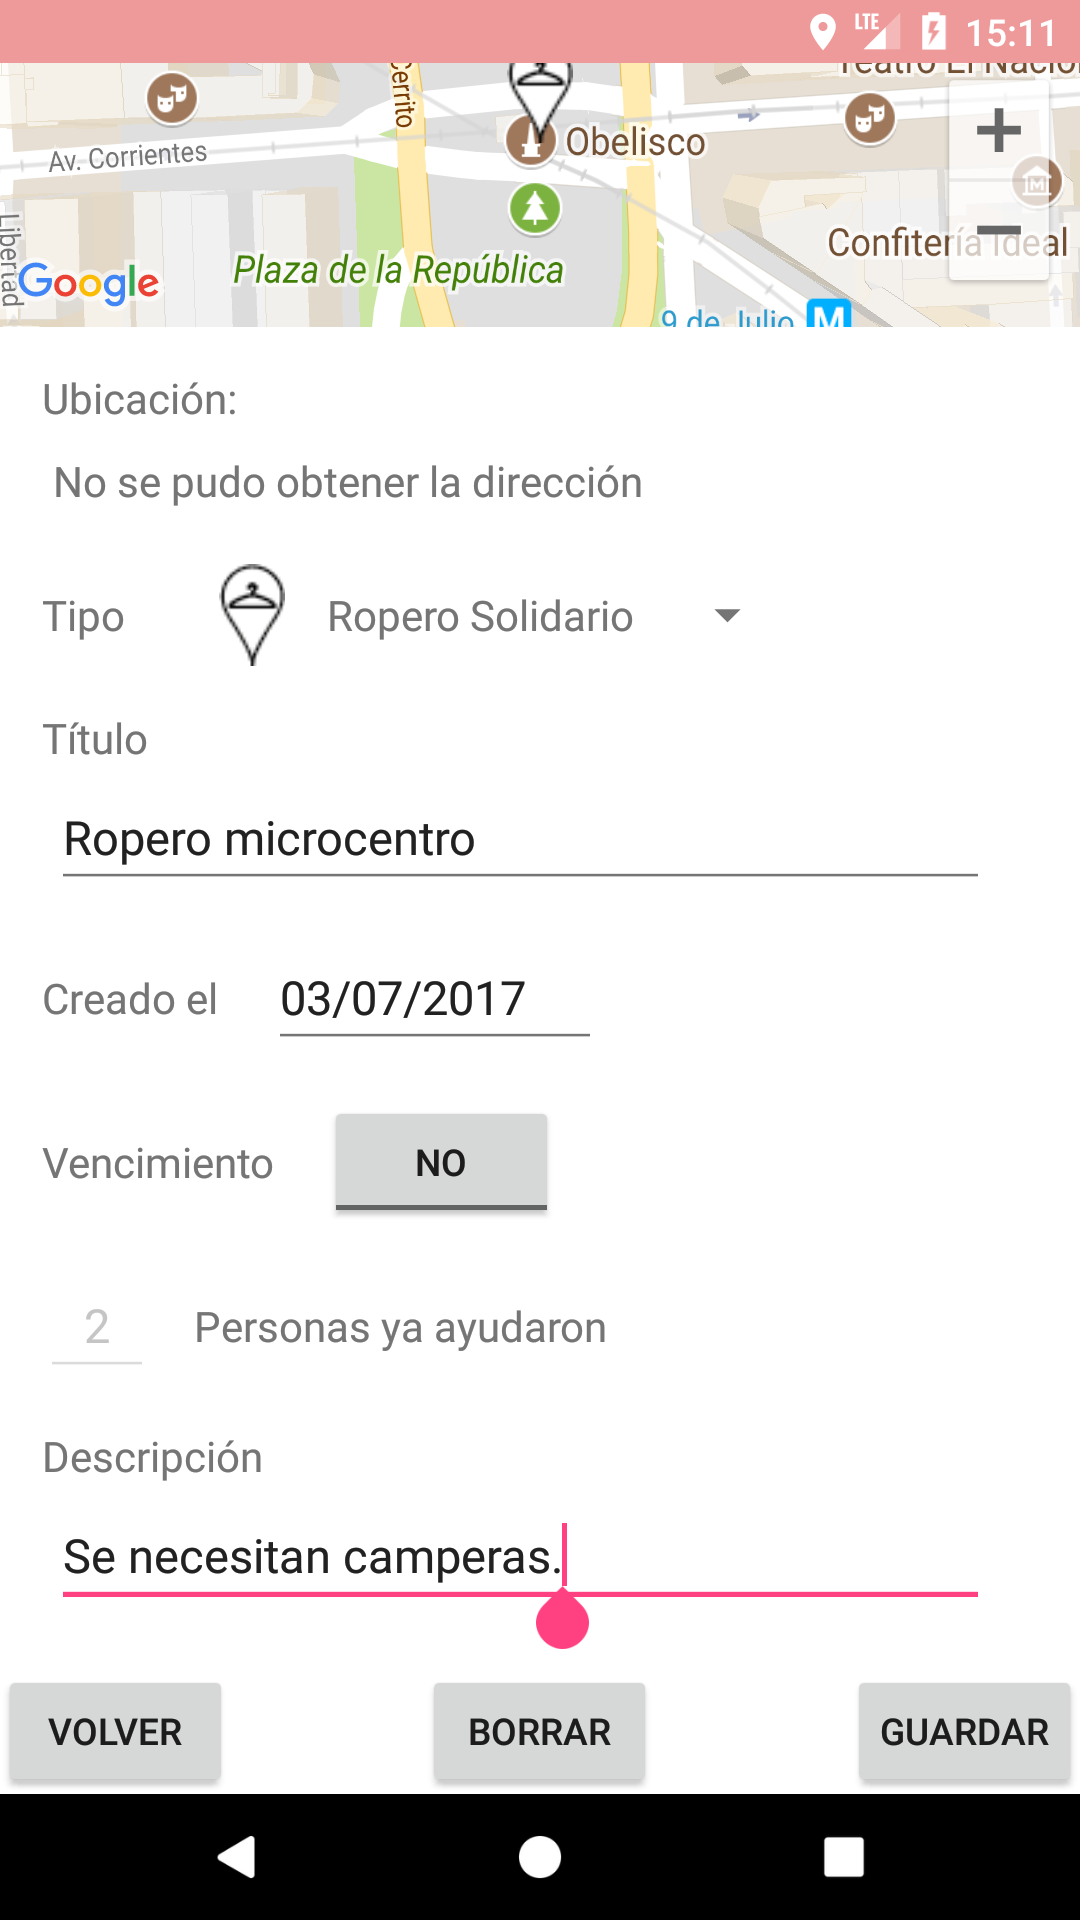 LTE 15:11
Teatro El Nacio
Cerrito
Obelisco
Av. Corrientes
Libertad
Confitería Ideal
Plaza de la República
Google
9 de Julio M
Ubicación:
No se pudo obtener la dirección
Tipo Ropero Solidario
Título
Ropero microcentro
Creado el 03/07/2017
Vencimiento NO
2 Personas ya ayudaron
Descripción
Se necesitan camperas.
VOLVER BORRAR GUARDAR